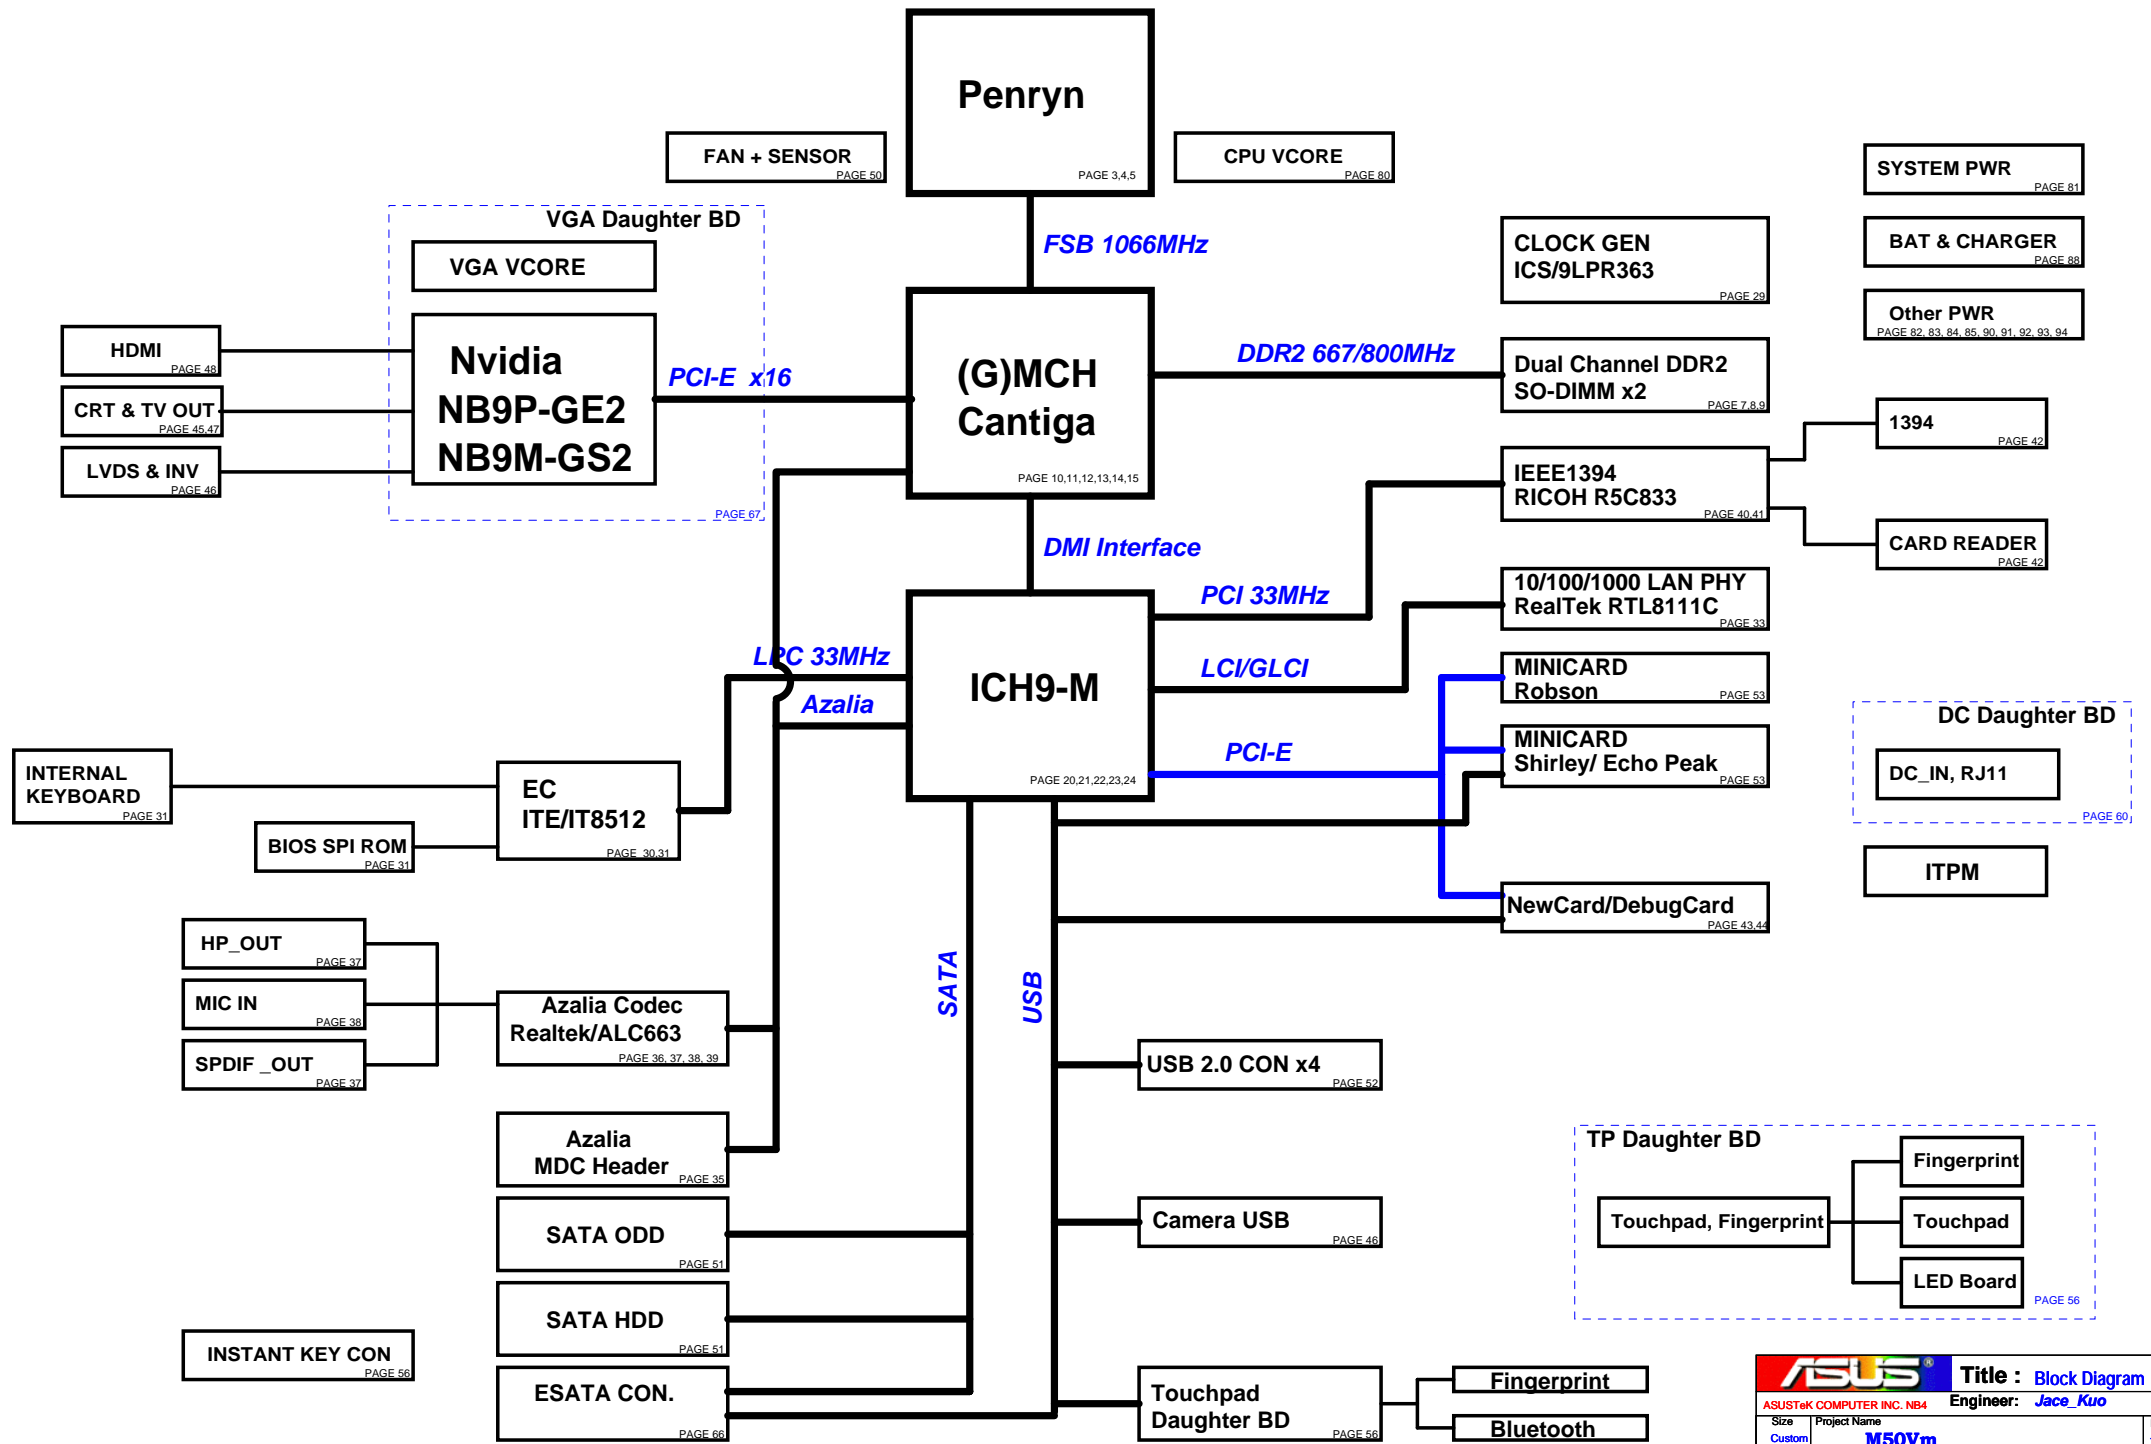 Penryn
PAGE 3,4,5
FAN + SENSOR
PAGE 50
CPU VCORE
PAGE 80
SYSTEM PWR
PAGE 81
VGA Daughter BD
VGA VCORE
FSB 1066MHz
CLOCK GEN
ICS/9LPR363
PAGE 29
BAT & CHARGER
PAGE 88
Other PWR
PAGE 82, 83, 84, 85, 90, 91, 92, 93, 94
HDMI
PAGE 48
CRT & TV OUT
PAGE 45,47
LVDS & INV
PAGE 46
Nvidia
NB9P-GE2
NB9M-GS2
PAGE 67
PCI-E x16
(G)MCH
Cantiga
PAGE 10,11,12,13,14,15
DDR2 667/800MHz
Dual Channel DDR2
SO-DIMM x2
PAGE 7,8,9
IEEE1394
RICOH R5C833
PAGE 40,41
1394
PAGE 42
CARD READER
PAGE 42
DMI Interface
PCI 33MHz
10/100/1000 LAN PHY
RealTek RTL8111C
PAGE 33
LPC 33MHz
Azalia
ICH9-M
PAGE 20,21,22,23,24
LCI/GLCI
PCI-E
MINICARD
Robson
PAGE 53
MINICARD
Shirley/ Echo Peak
PAGE 53
DC Daughter BD
DC_IN, RJ11
PAGE 60
ITPM
INTERNAL
KEYBOARD
PAGE 31
BIOS SPI ROM
PAGE 31
EC
ITE/IT8512
PAGE 30,31
NewCard/DebugCard
PAGE 43,44
HP_OUT
PAGE 37
MIC IN
PAGE 38
SPDIF _OUT
PAGE 37
Azalia Codec
Realtek/ALC663
PAGE 36, 37, 38, 39
SATA
USB
USB 2.0 CON x4
PAGE 52
Azalia
MDC Header
PAGE 35
SATA ODD
PAGE 51
SATA HDD
PAGE 51
ESATA CON.
PAGE 66
INSTANT KEY CON
PAGE 56
Camera USB
PAGE 46
Touchpad
Daughter BD
PAGE 56
Fingerprint
Bluetooth
TP Daughter BD
Touchpad, Fingerprint
Fingerprint
Touchpad
LED Board
PAGE 56
ASUS®
ASUSTeK COMPUTER INC. NB4
Title : Block Diagram
Engineer: Jace_Kuo
Size
Custom
Project Name
M50Vm